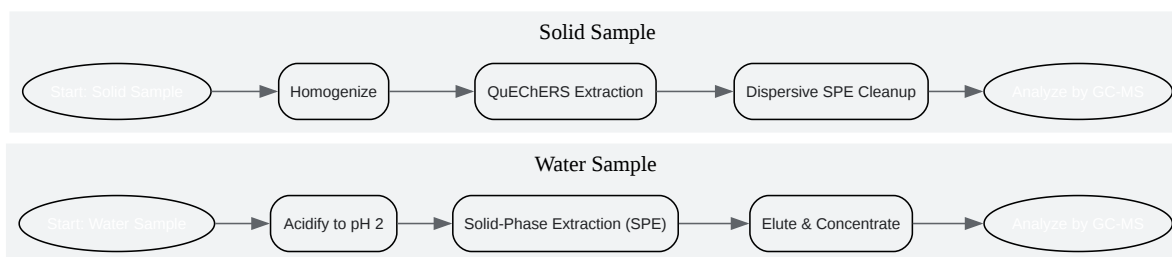 Solid Sample
Start: Solid Sample
Homogenize
QuEChERS Extraction
Dispersive SPE Cleanup
Analyze by GC-MS
Water Sample
Start: Water Sample
Acidify to pH 2
Solid-Phase Extraction (SPE)
Elute & Concentrate
Analyze by GC-MS